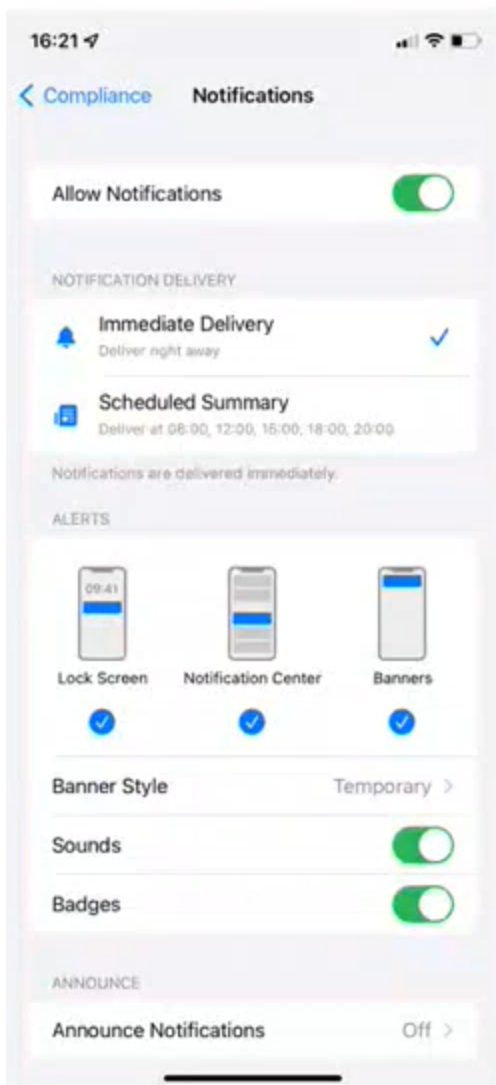 16:21
Compliance Notifications
Allow Notifications
NOTIFICATION DELIVERY
Immediate Delivery
Deliver right away
Scheduled Summary
Deliver at 08:00, 12:00, 15:00, 18:00, 20:00
Notifications are delivered immediately.
ALERTS
09:41
Lock Screen Notification Center Banners
Banner Style Temporary
Sounds
Badges
ANNOUNCE
Announce Notifications Off